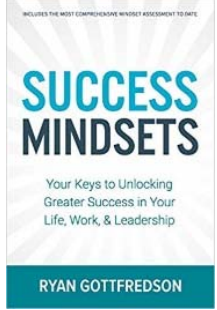 INCLUDES THE MOST COMPREHENSIVE MINDSET ASSESSMENT TO DATE
SUCCESS
MINDSETS
Your Keys to Unlocking
Greater Success in Your
Life, Work, & Leadership
RYAN GOTTFREDSON